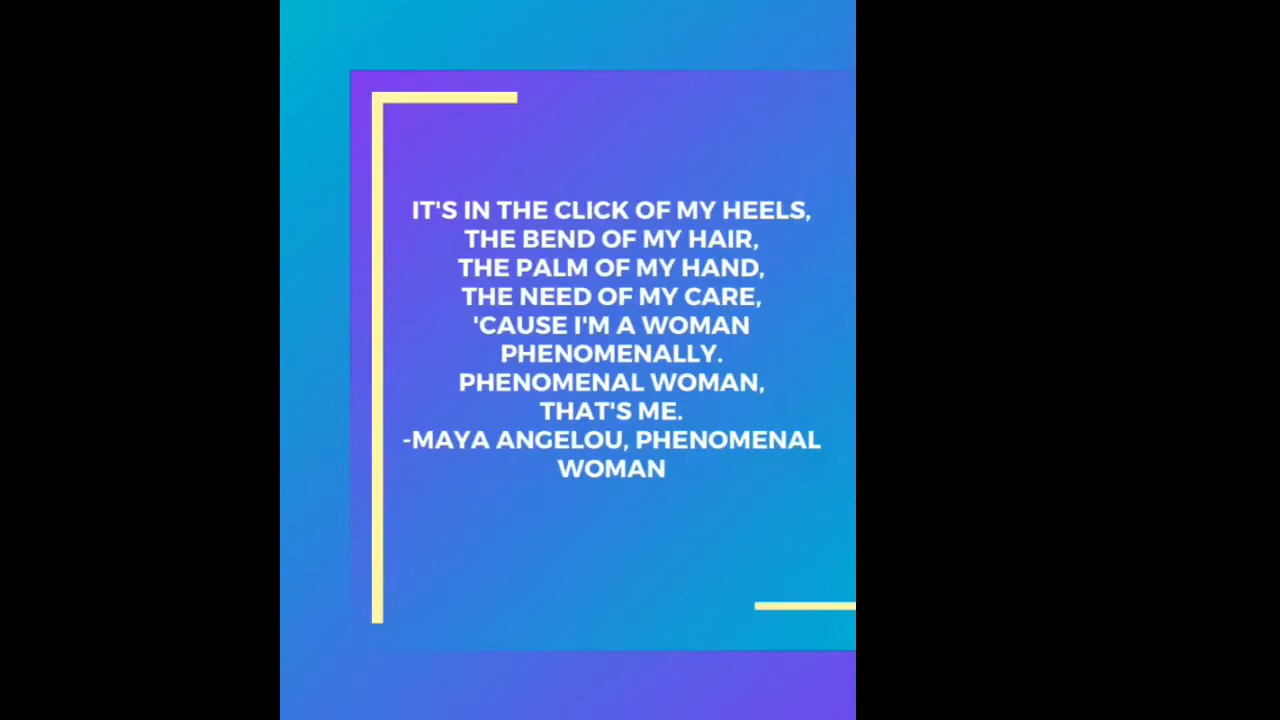 IT'S IN THE CLICK OF MY HEELS,
THE BEND OF MY HAIR,
THE PALM OF MY HAND,
THE NEED OF MY CARE,
'CAUSE I'M A WOMAN
PHENOMENALLY.
PHENOMENAL WOMAN,
THAT'S ME.
-MAYA ANGELOU, PHENOMENAL
WOMAN